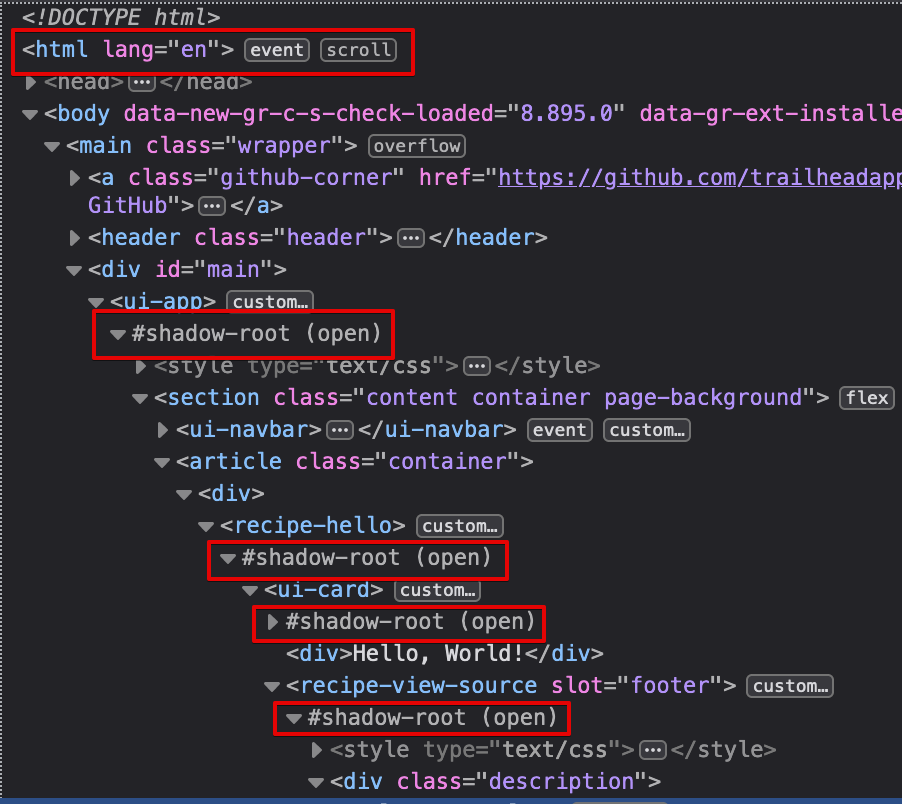 <!DOCTYPE html>
<html lang="en"> event scroll
<head> ··· </head>
<body data-new-gr-c-s-check-loaded="8.895.0" data-gr-ext-installe
<main class="wrapper"> overflow
<a class="github-corner" href="https://github.com/trailheadapp
GitHub"> ··· </a>
<header class="header"> ··· </header>
<div id="main">
<ui-app> custom…
#shadow-root (open)
<style type="text/css"> ··· </style>
<section class="content container page-background"> flex
<ui-navbar> ··· </ui-navbar> event custom…
<article class="container">
<div>
<recipe-hello> custom…
#shadow-root (open)
<ui-card> custom…
#shadow-root (open)
<div>Hello, World!</div>
<recipe-view-source slot="footer"> custom…
#shadow-root (open)
<style type="text/css"> ··· </style>
<div class="description">